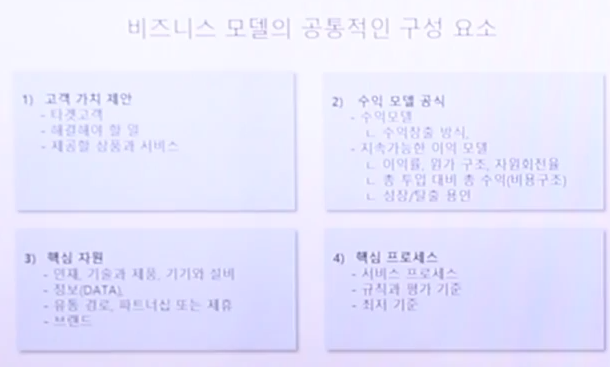 비즈니스 모델의 공통적인 구성 요소
1) 고객 가치 제안
- 타겟고객
- 해결해야 할 일
- 제공할 상품과 서비스
2) 수익 모델 공식
- 수익모델
ㄴ 수익창출 방식,
- 지속가능한 이익 모델
ㄴ 이익률, 원가 구조, 자원회전율
ㄴ 총 투입 대비 총 수익(비용구조)
ㄴ 성장/탈출 용인
3) 핵심 자원
- 인재, 기술과 제품, 기기와 설비
- 정보(DATA),
- 유통 경로, 파트너십 또는 제휴
- 브랜드
4) 핵심 프로세스
- 서비스 프로세스
- 규칙과 평가 기준
- 최저 기준